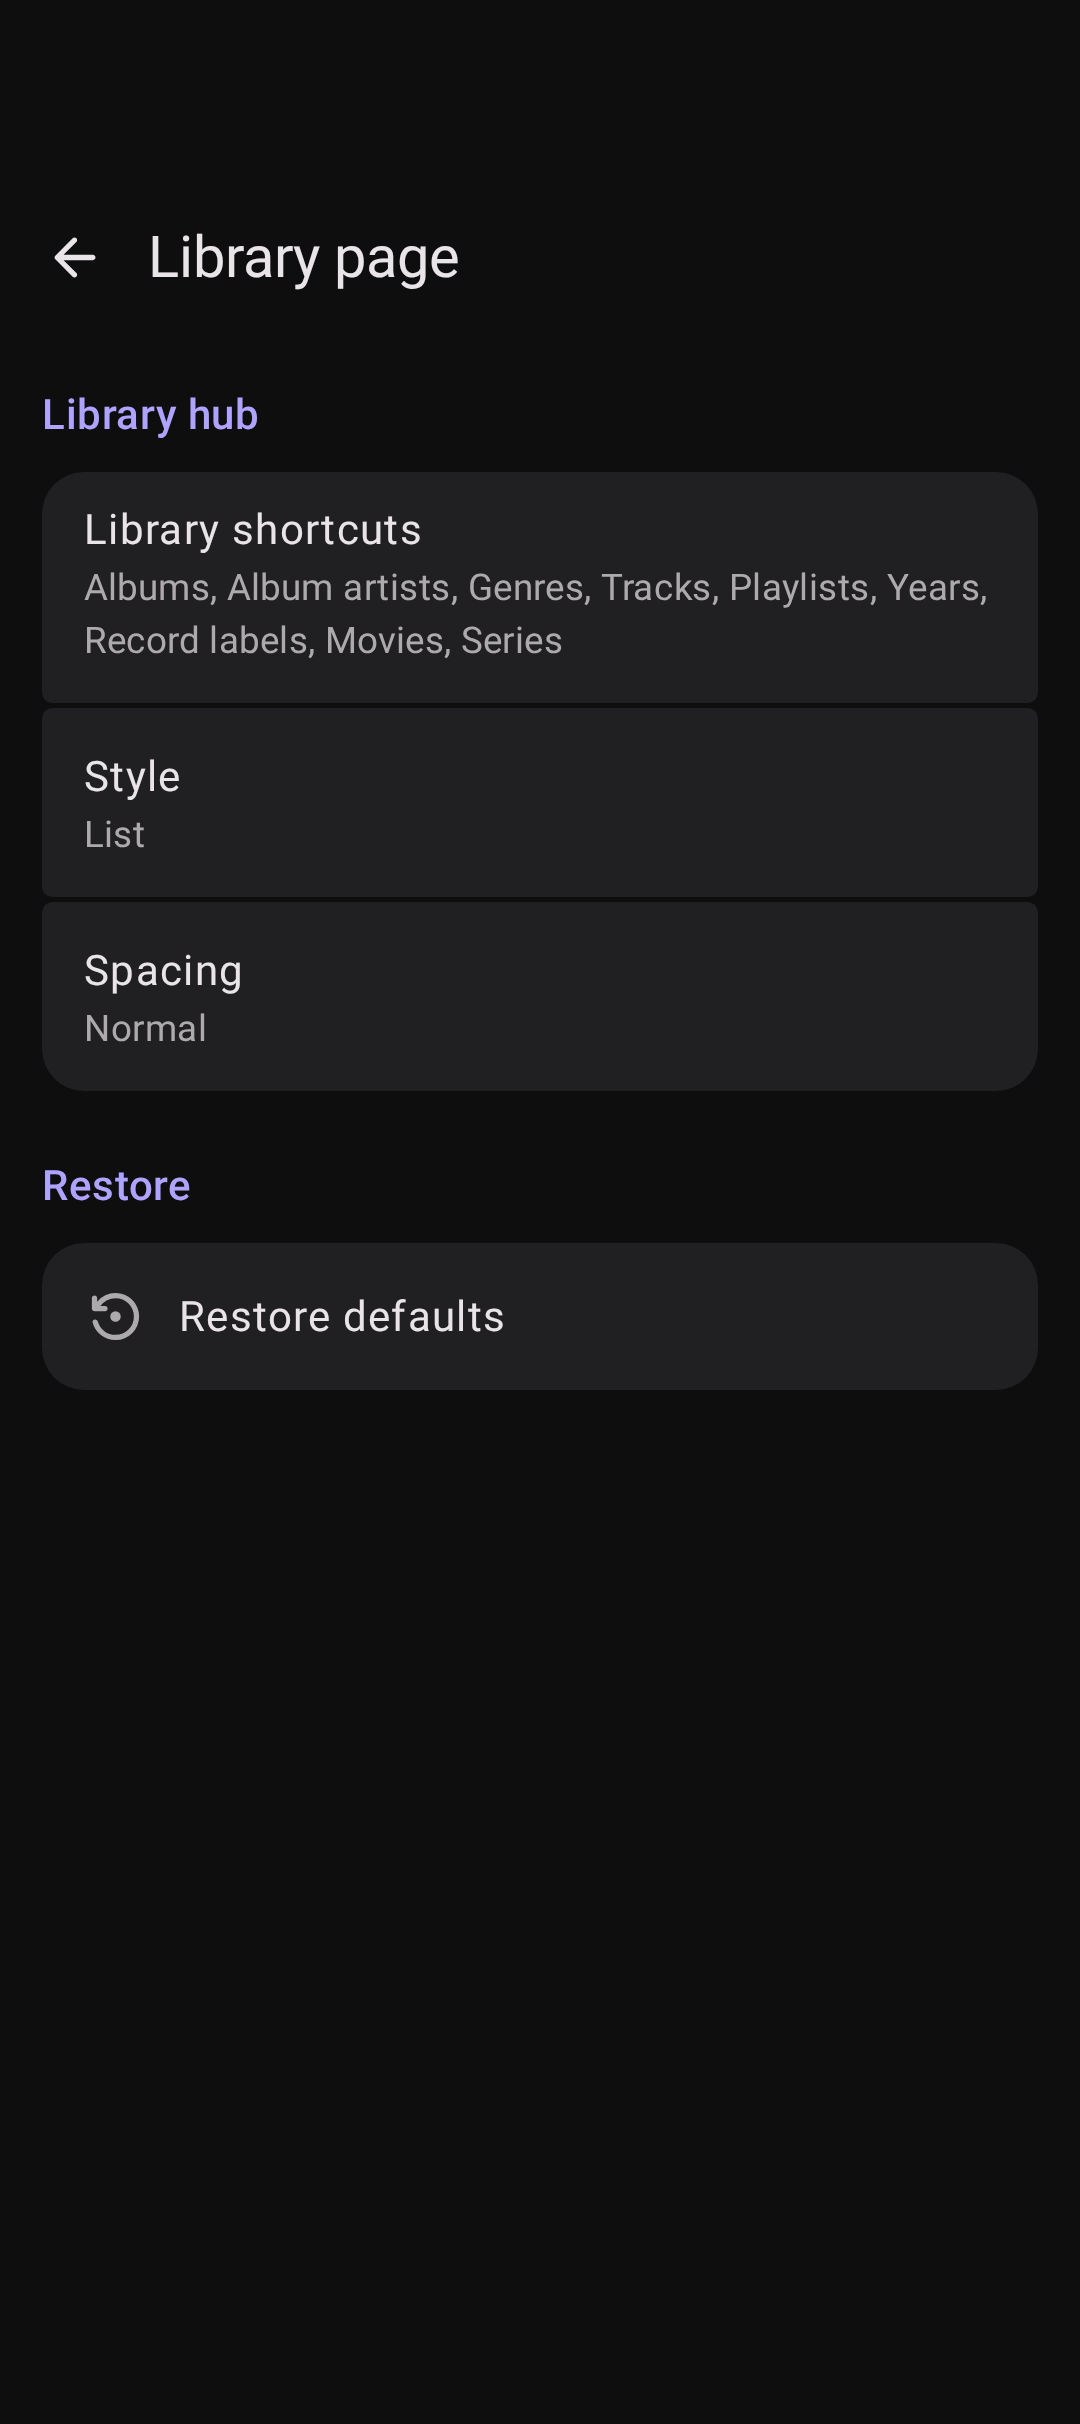 Library page
Library hub
Library shortcuts
Albums, Album artists, Genres, Tracks, Playlists, Years,
Record labels, Movies, Series
Style
List
Spacing
Normal
Restore
Restore defaults